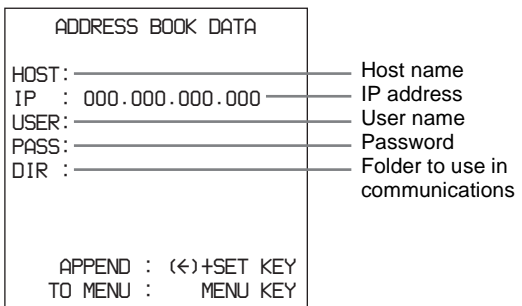 ADDRESS BOOK DATA
HOST: Host name
IP : 000.000.000.000 IP address
USER: User name
PASS: Password
DIR : Folder to use in
communications
APPEND : (←)+SET KEY
TO MENU : MENU KEY